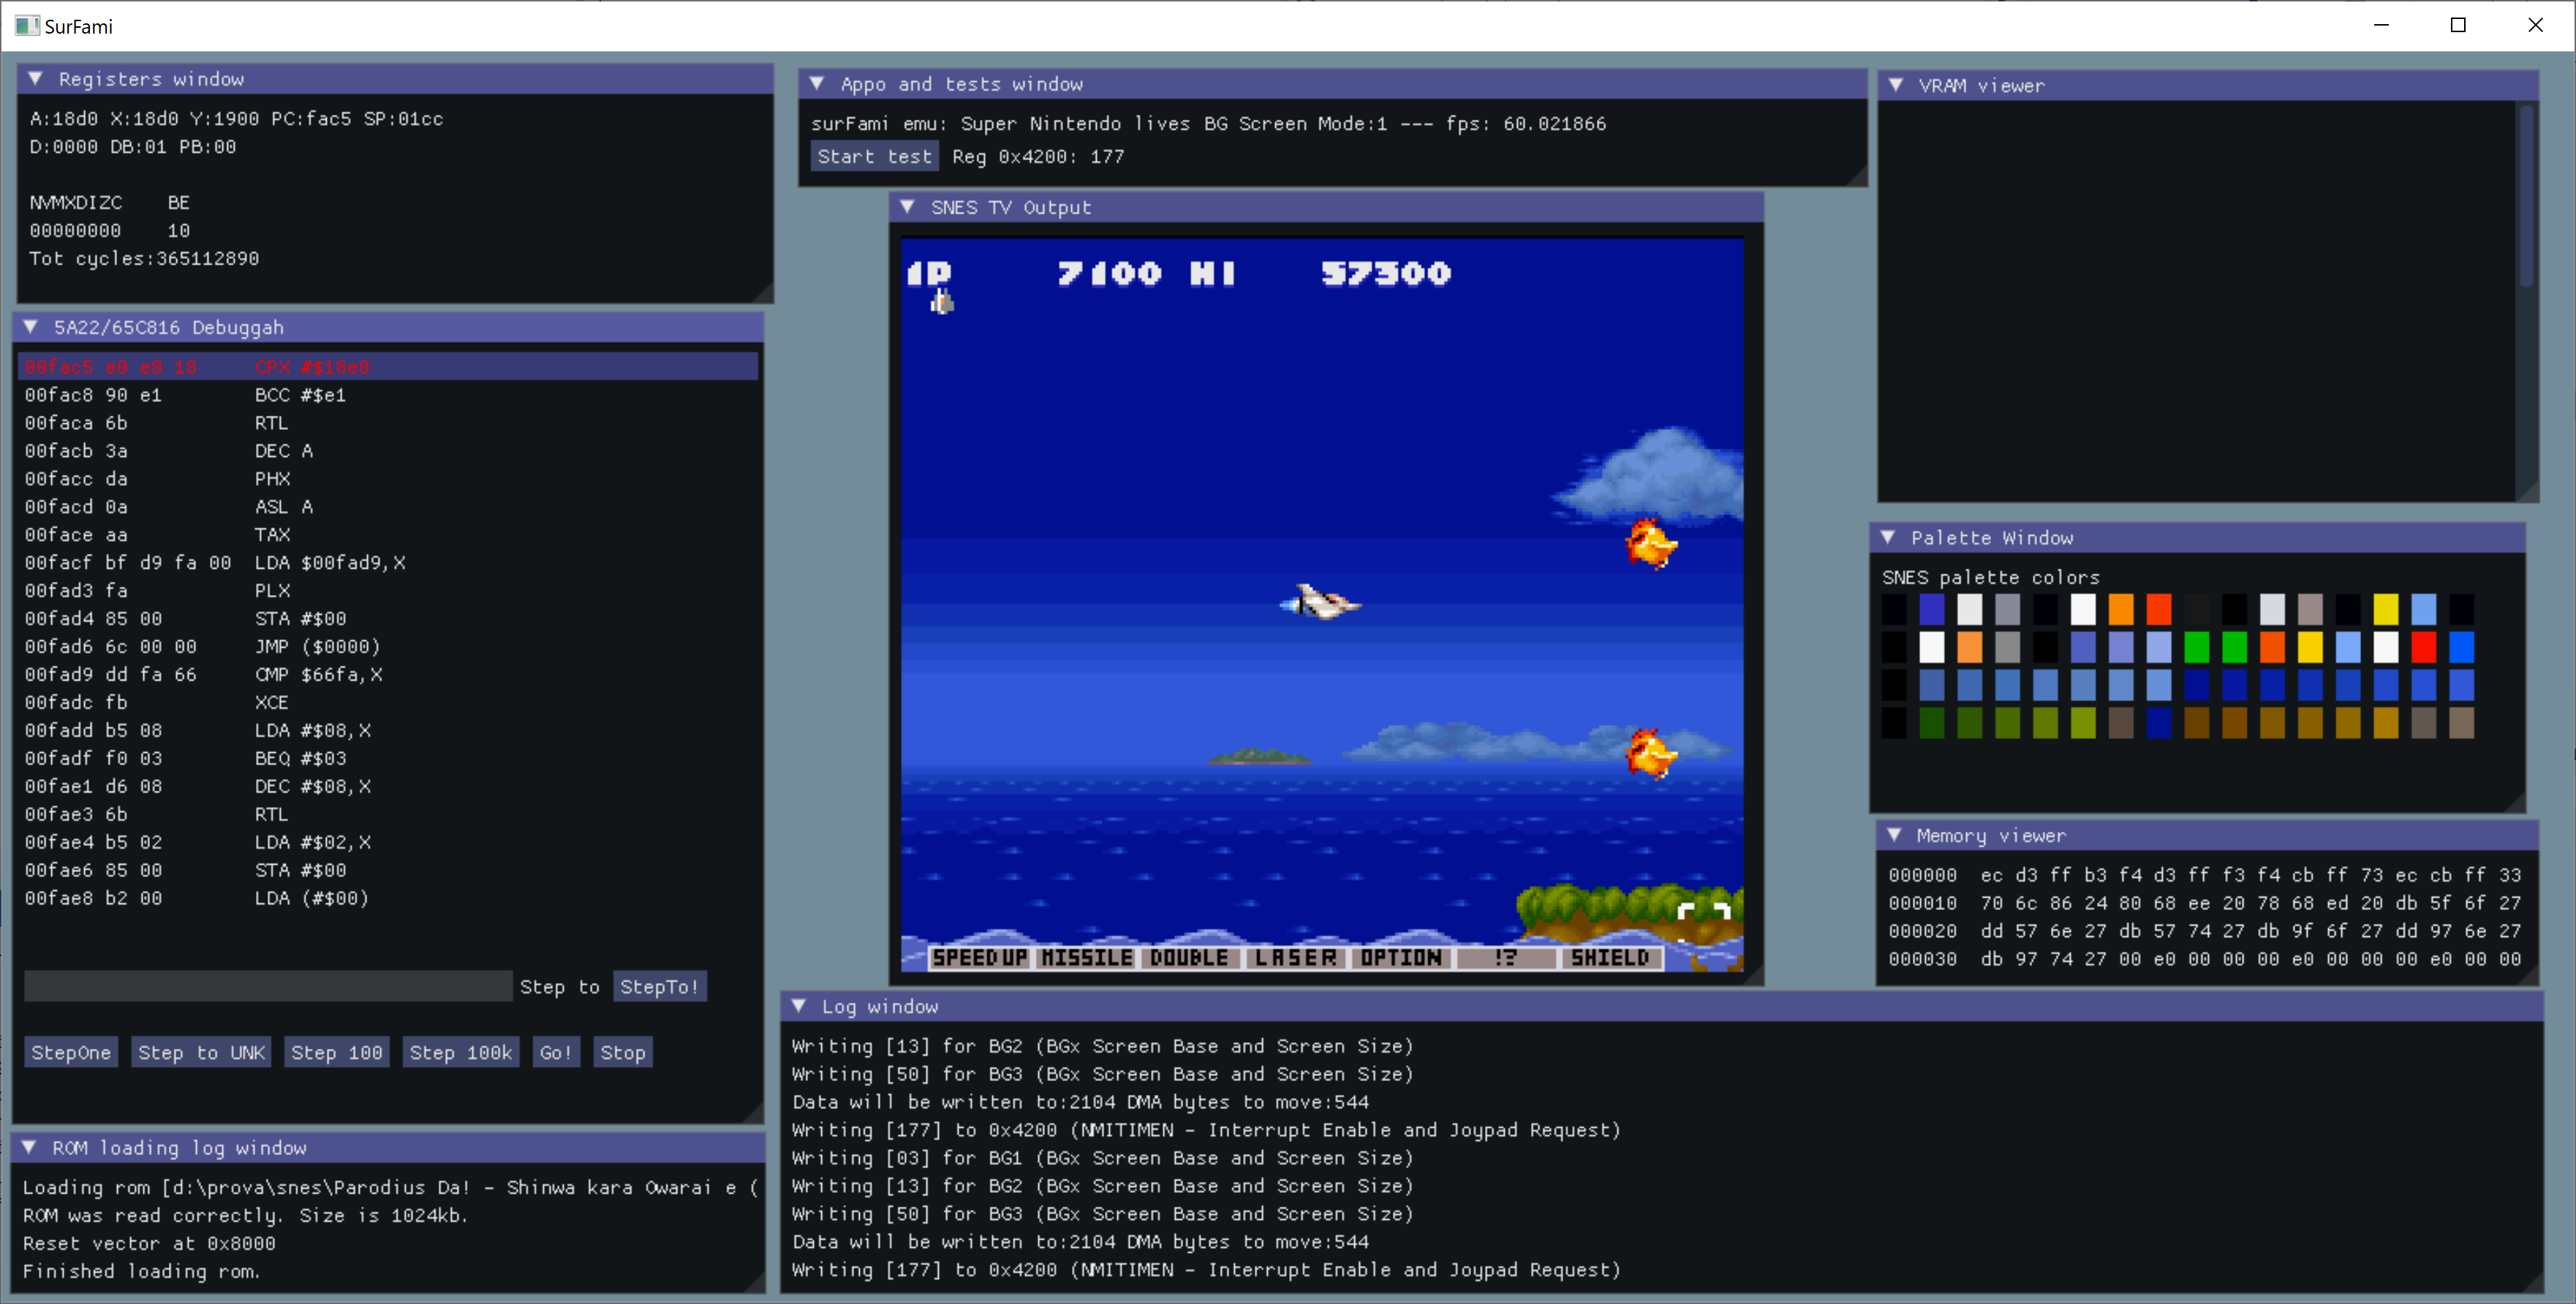 SurFami
Registers window
A:18d0 X:18d0 Y:1900 PC:fac5 SP:01cc
D:0000 DB:01 PB:00
NVMXDIZC BE
00000000 10
Tot cycles:365112890
5A22/65C816 Debuggah
00fac5 e0 e0 18 CPX #$18e0
00fac8 90 e1 BCC #$e1
00faca 6b RTL
00facb 3a DEC A
00facc da PHX
00facd 0a ASL A
00face aa TAX
00facf bf d9 fa 00 LDA $00fad9,X
00fad3 fa PLX
00fad4 85 00 STA #$00
00fad6 6c 00 00 JMP ($0000)
00fad9 dd fa 66 CMP $66fa,X
00fadc fb XCE
00fadd b5 08 LDA #$08,X
00fadf f0 03 BEQ #$03
00fae1 d6 08 DEC #$08,X
00fae3 6b RTL
00fae4 b5 02 LDA #$02,X
00fae6 85 00 STA #$00
00fae8 b2 00 LDA (#$00)
Step to StepTo!
StepOne Step to UNK Step 100 Step 100k Go! Stop
ROM loading log window
Loading rom [d:\prova\snes\Parodius Da! - Shinwa kara Owarai e (
ROM was read correctly. Size is 1024kb.
Reset vector at 0x8000
Finished loading rom.
Appo and tests window
surFami emu: Super Nintendo lives BG Screen Mode:1 --- fps: 60.021866
Start test Reg 0x4200: 177
SNES TV Output
1P 7100 HI 57300
SPEED UP MISSILE DOUBLE LASER OPTION !? SHIELD
Log window
Writing [13] for BG2 (BGx Screen Base and Screen Size)
Writing [50] for BG3 (BGx Screen Base and Screen Size)
Data will be written to:2104 DMA bytes to move:544
Writing [177] to 0x4200 (NMITIMEN - Interrupt Enable and Joypad Request)
Writing [03] for BG1 (BGx Screen Base and Screen Size)
Writing [13] for BG2 (BGx Screen Base and Screen Size)
Writing [50] for BG3 (BGx Screen Base and Screen Size)
Data will be written to:2104 DMA bytes to move:544
Writing [177] to 0x4200 (NMITIMEN - Interrupt Enable and Joypad Request)
VRAM viewer
Palette Window
SNES palette colors
Memory viewer
000000 ec d3 ff b3 f4 d3 ff f3 f4 cb ff 73 ec cb ff 33
000010 70 6c 86 24 80 68 ee 20 78 68 ed 20 db 5f 6f 27
000020 dd 57 6e 27 db 57 74 27 db 9f 6f 27 dd 97 6e 27
000030 db 97 74 27 00 e0 00 00 00 e0 00 00 00 e0 00 00